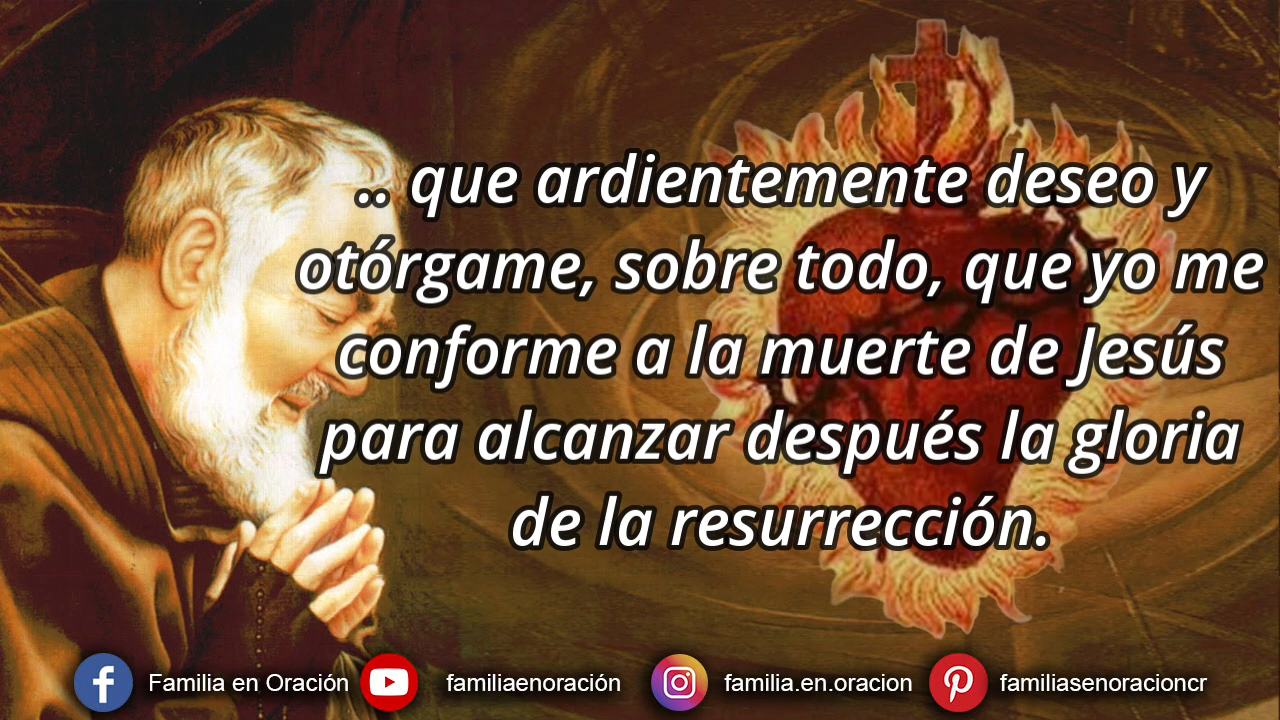 .. que ardientemente deseo y
otórgame, sobre todo, que yo me
conforme a la muerte de Jesús
para alcanzar después la gloria
de la resurrección.
Familia en Oración familiaenoración familia.en.oracion familiasenoracioncr